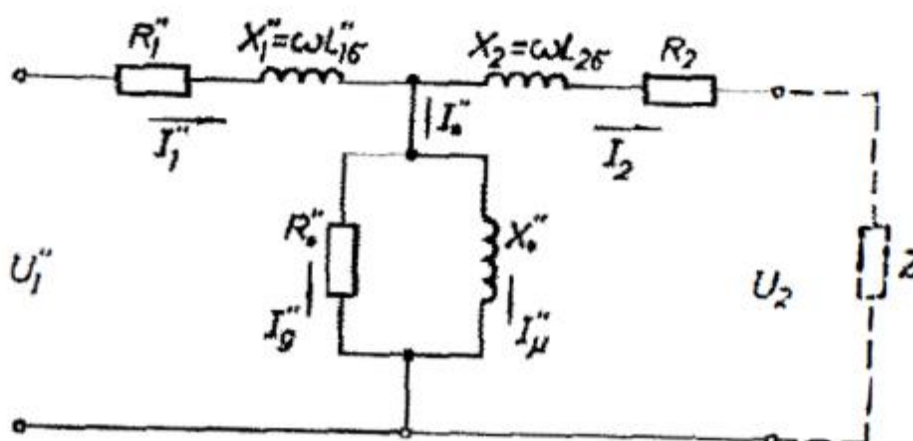 R₁″
X₁″=ωL₁σ″
X₂=ωL₂σ
R₂
I₁″
I₀″
I₂
R₀″
X₀″
U₁″
U₂
Z
I_g″
I_μ″